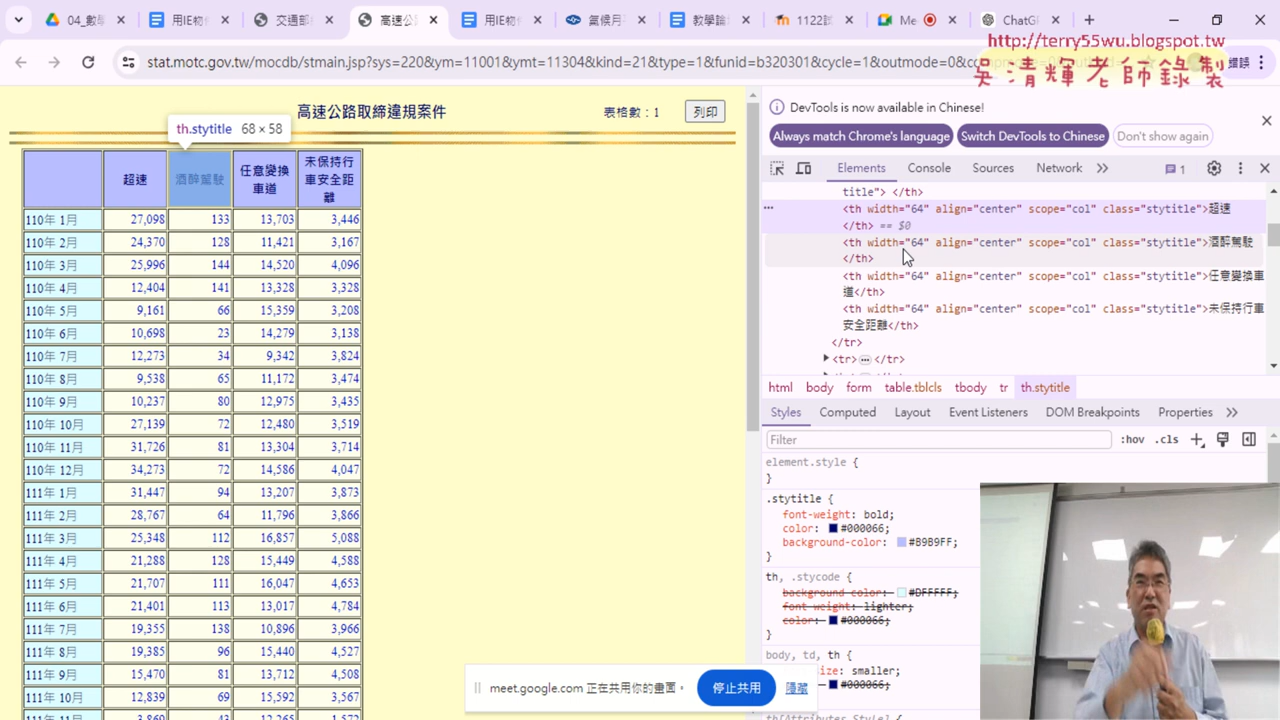 04_數學
用IE物件
交通部統
高速公路
用IE物件
氣候月平
教學論壇
1122試
Me
ChatGP
http://terry55wu.blogspot.tw
吳清輝老師錄製
stat.motc.gov.tw/mocdb/stmain.jsp?sys=220&ym=11001&ymt=11304&kind=21&type=1&funid=b320301&cycle=1&outmode=0&
高速公路取締違規案件
表格數：1
列印
th.stytitle 68 × 58
超速 酒醉駕駛 任意變換車道 未保持行車安全距離
110年 1月 27,098 133 13,703 3,446
110年 2月 24,370 128 11,421 3,167
110年 3月 25,996 144 14,520 4,096
110年 4月 12,404 141 13,328 3,328
110年 5月 9,161 66 15,359 3,208
110年 6月 10,698 23 14,279 3,138
110年 7月 12,273 34 9,342 3,824
110年 8月 9,538 65 11,172 3,474
110年 9月 10,237 80 12,975 3,435
110年 10月 27,139 72 12,480 3,519
110年 11月 31,726 81 13,304 3,714
110年 12月 34,273 72 14,586 4,047
111年 1月 31,447 94 13,207 3,873
111年 2月 28,767 64 11,796 3,866
111年 3月 25,348 112 16,857 5,088
111年 4月 21,288 128 15,449 4,588
111年 5月 21,707 111 16,047 4,653
111年 6月 21,401 113 13,017 4,784
111年 7月 19,355 138 10,896 3,966
111年 8月 19,385 96 15,440 4,527
111年 9月 15,470 81 13,712 4,508
111年 10月 12,839 69 15,592 3,567
DevTools is now available in Chinese!
Always match Chrome's language
Switch DevTools to Chinese
Don't show again
Elements Console Sources Network » 1
title"> </th>
<th width="64" align="center" scope="col" class="stytitle">超速
</th> == $0
<th width="64" align="center" scope="col" class="stytitle">酒醉駕駛
</th>
<th width="64" align="center" scope="col" class="stytitle">任意變換車
道</th>
<th width="64" align="center" scope="col" class="stytitle">未保持行車
安全距離</th>
</tr>
<tr>…</tr>
html body form table.tblcls tbody tr th.stytitle
Styles Computed Layout Event Listeners DOM Breakpoints Properties »
Filter
:hov .cls
element.style {
}
.stytitle {
font-weight: bold;
color: #000066;
background-color: #B9B9FF;
}
th, .stycode {
background-color: #DFFFFF;
font-weight: lighter;
color: #000066;
}
body, td, th {
size: smaller;
#000066;
meet.google.com 正在共用你的畫面。
停止共用
隱藏